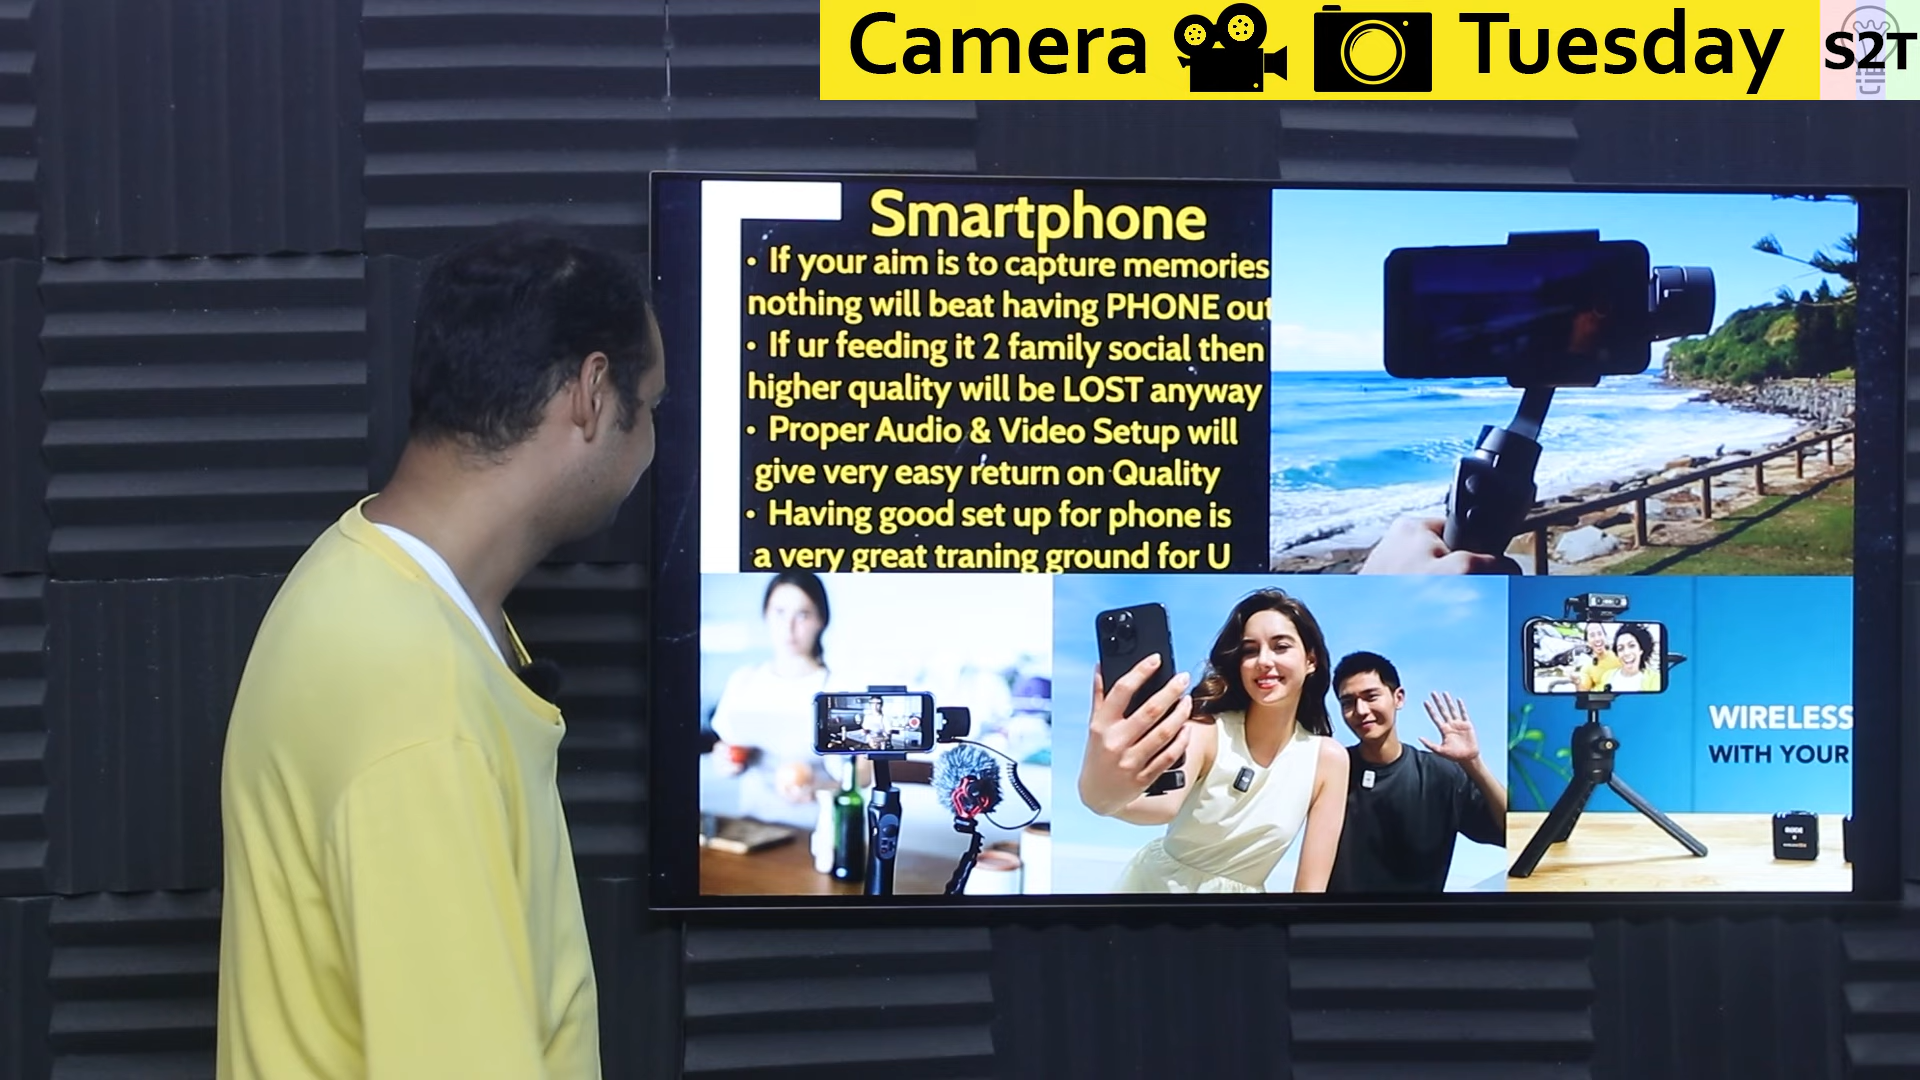 Camera Tuesday S2T
Smartphone
• If your aim is to capture memories
nothing will beat having PHONE out
• If ur feeding it 2 family social then
higher quality will be LOST anyway
• Proper Audio & Video Setup will
give very easy return on Quality
• Having good set up for phone is
a very great traning ground for U
WIRELESS
WITH YOUR
RODE